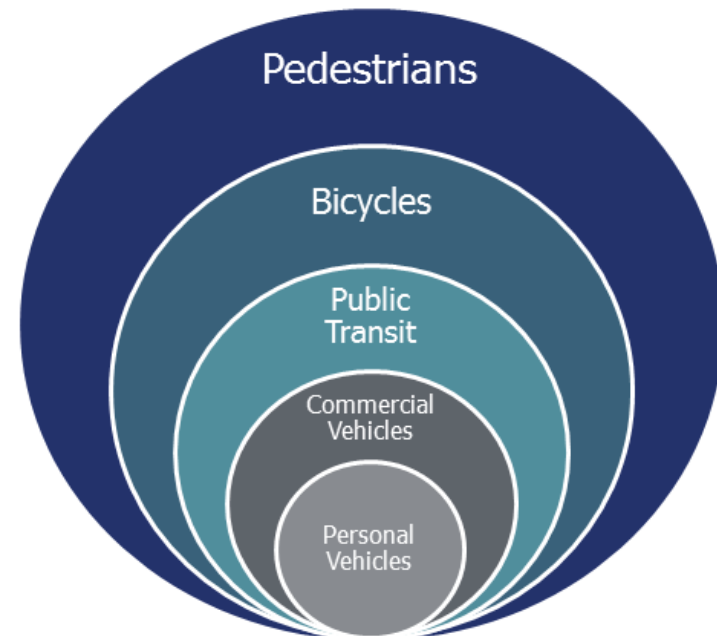 Pedestrians
Bicycles
Public
Transit
Commercial
Vehicles
Personal
Vehicles